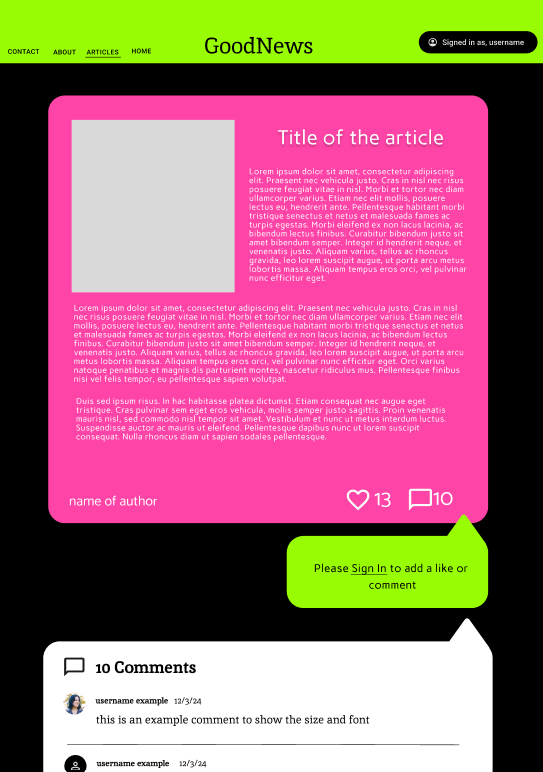 GoodNews
CONTACT ABOUT ARTICLES HOME
Signed in as, username
Title of the article
Lorem ipsum dolor sit amet, consectetur adipiscing
elit. Praesent nec vehicula justo. Cras in nisl nec risus
posuere feugiat vitae in nisl. Morbi et tortor nec diam
ullamcorper varius. Etiam nec elit mollis, posuere
lectus eu, hendrerit ante. Pellentesque habitant morbi
tristique senectus et netus et malesuada fames ac
turpis egestas. Morbi eleifend ex non lacus lacinia, ac
bibendum lectus finibus. Curabitur bibendum justo sit
amet bibendum semper. Integer id hendrerit neque, et
venenatis justo. Aliquam varius, tellus ac rhoncus
gravida, leo lorem suscipit augue, ut porta arcu metus
lobortis massa. Aliquam tempus eros orci, vel pulvinar
nunc eget.
Lorem ipsum dolor sit amet, consectetur adipiscing elit. Praesent nec vehicula justo. Cras in nisl
nec risus posuere feugiat vitae in nisl. Morbi et tortor nec diam ullamcorper varius. Etiam nec elit
mollis, posuere lectus eu, hendrerit ante. Pellentesque habitant morbi tristique senectus et netus
et malesuada fames ac turpis egestas. Morbi eleifend ex non lacus lacinia, ac bibendum lectus
finibus. Curabitur bibendum justo sit amet bibendum semper. Integer id hendrerit neque, et
venenatis justo. Aliquam varius, tellus ac rhoncus gravida, leo lorem suscipit augue, ut porta arcu
metus lobortis massa. Aliquam tempus eros orci, vel pulvinar nunc efficitur eget. Orci varius
natoque penatibus et magnis dis parturient montes, nascetur ridiculus mus. Pellentesque finibus
nisi vel felis tempor, eu pellentesque sapien volutpat.
Duis sed ipsum risus. In hac habitasse platea dictumst. Etiam consequat nec augue eget
tristique. Cras pulvinar sem eget eros vehicula, mollis semper justo sagittis. Proin venenatis
mauris nisl, sed commodo nisl tempor sit amet. Vestibulum et nunc ut metus interdum luctus.
Suspendisse auctor ac mauris ut eleifend. Pellentesque dapibus nunc ut lorem suscipit
consequat. Nulla rhoncus diam ut sapien sodales pellentesque.
name of author
13
10
Please Sign In to add a like or
comment
10 Comments
username example 12/3/24
this is an example comment to show the size and font
username example 12/3/24